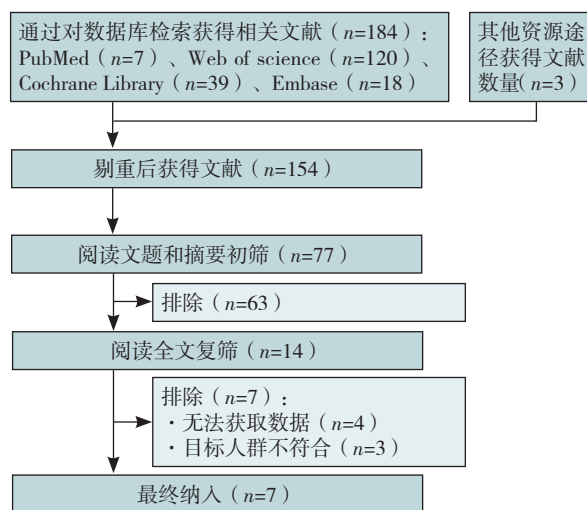 通过对数据库检索获得相关文献（n=184）：
PubMed（n=7）、Web of science（n=120）、
Cochrane Library（n=39）、Embase（n=18）
其他资源途
径获得文献
数量（n=3）
剔重后获得文献（n=154）
阅读文题和摘要初筛（n=77）
排除（n=63）
阅读全文复筛（n=14）
排除（n=7）：
·无法获取数据（n=4）
·目标人群不符合（n=3）
最终纳入（n=7）